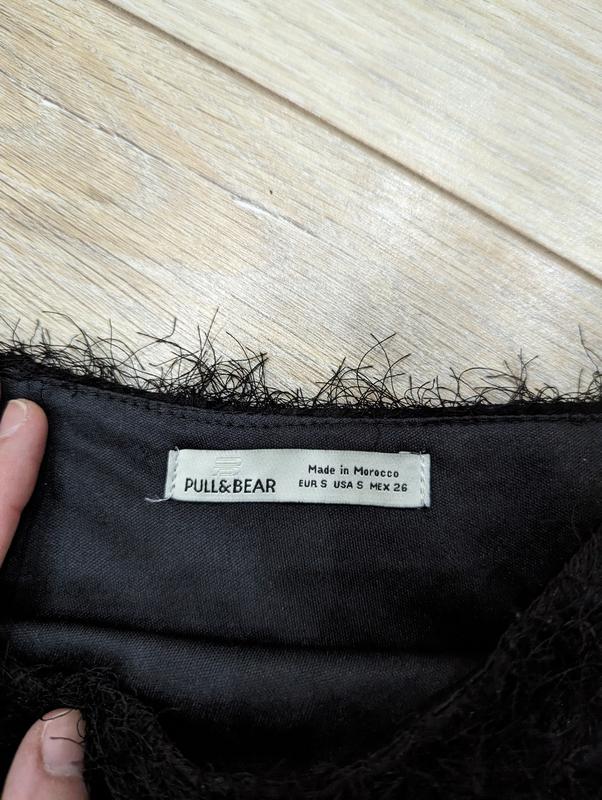 PULL&BEAR
Made in Morocco
EUR S USA S MEX 26